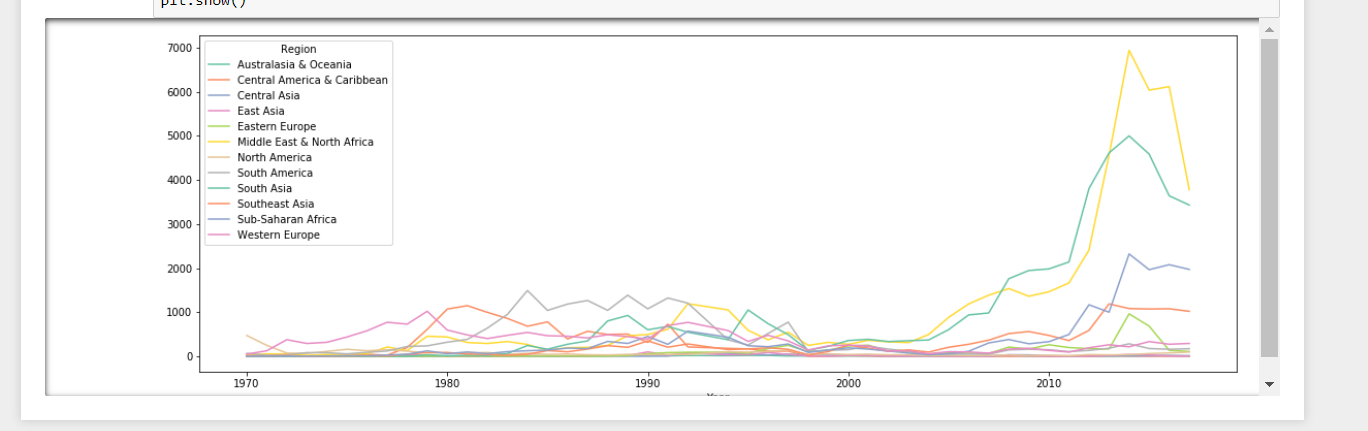 plt.show()
7000
6000
5000
4000
3000
2000
1000
0
Region
Australasia & Oceania
Central America & Caribbean
Central Asia
East Asia
Eastern Europe
Middle East & North Africa
North America
South America
South Asia
Southeast Asia
Sub-Saharan Africa
Western Europe
1970 1980 1990 2000 2010
Year